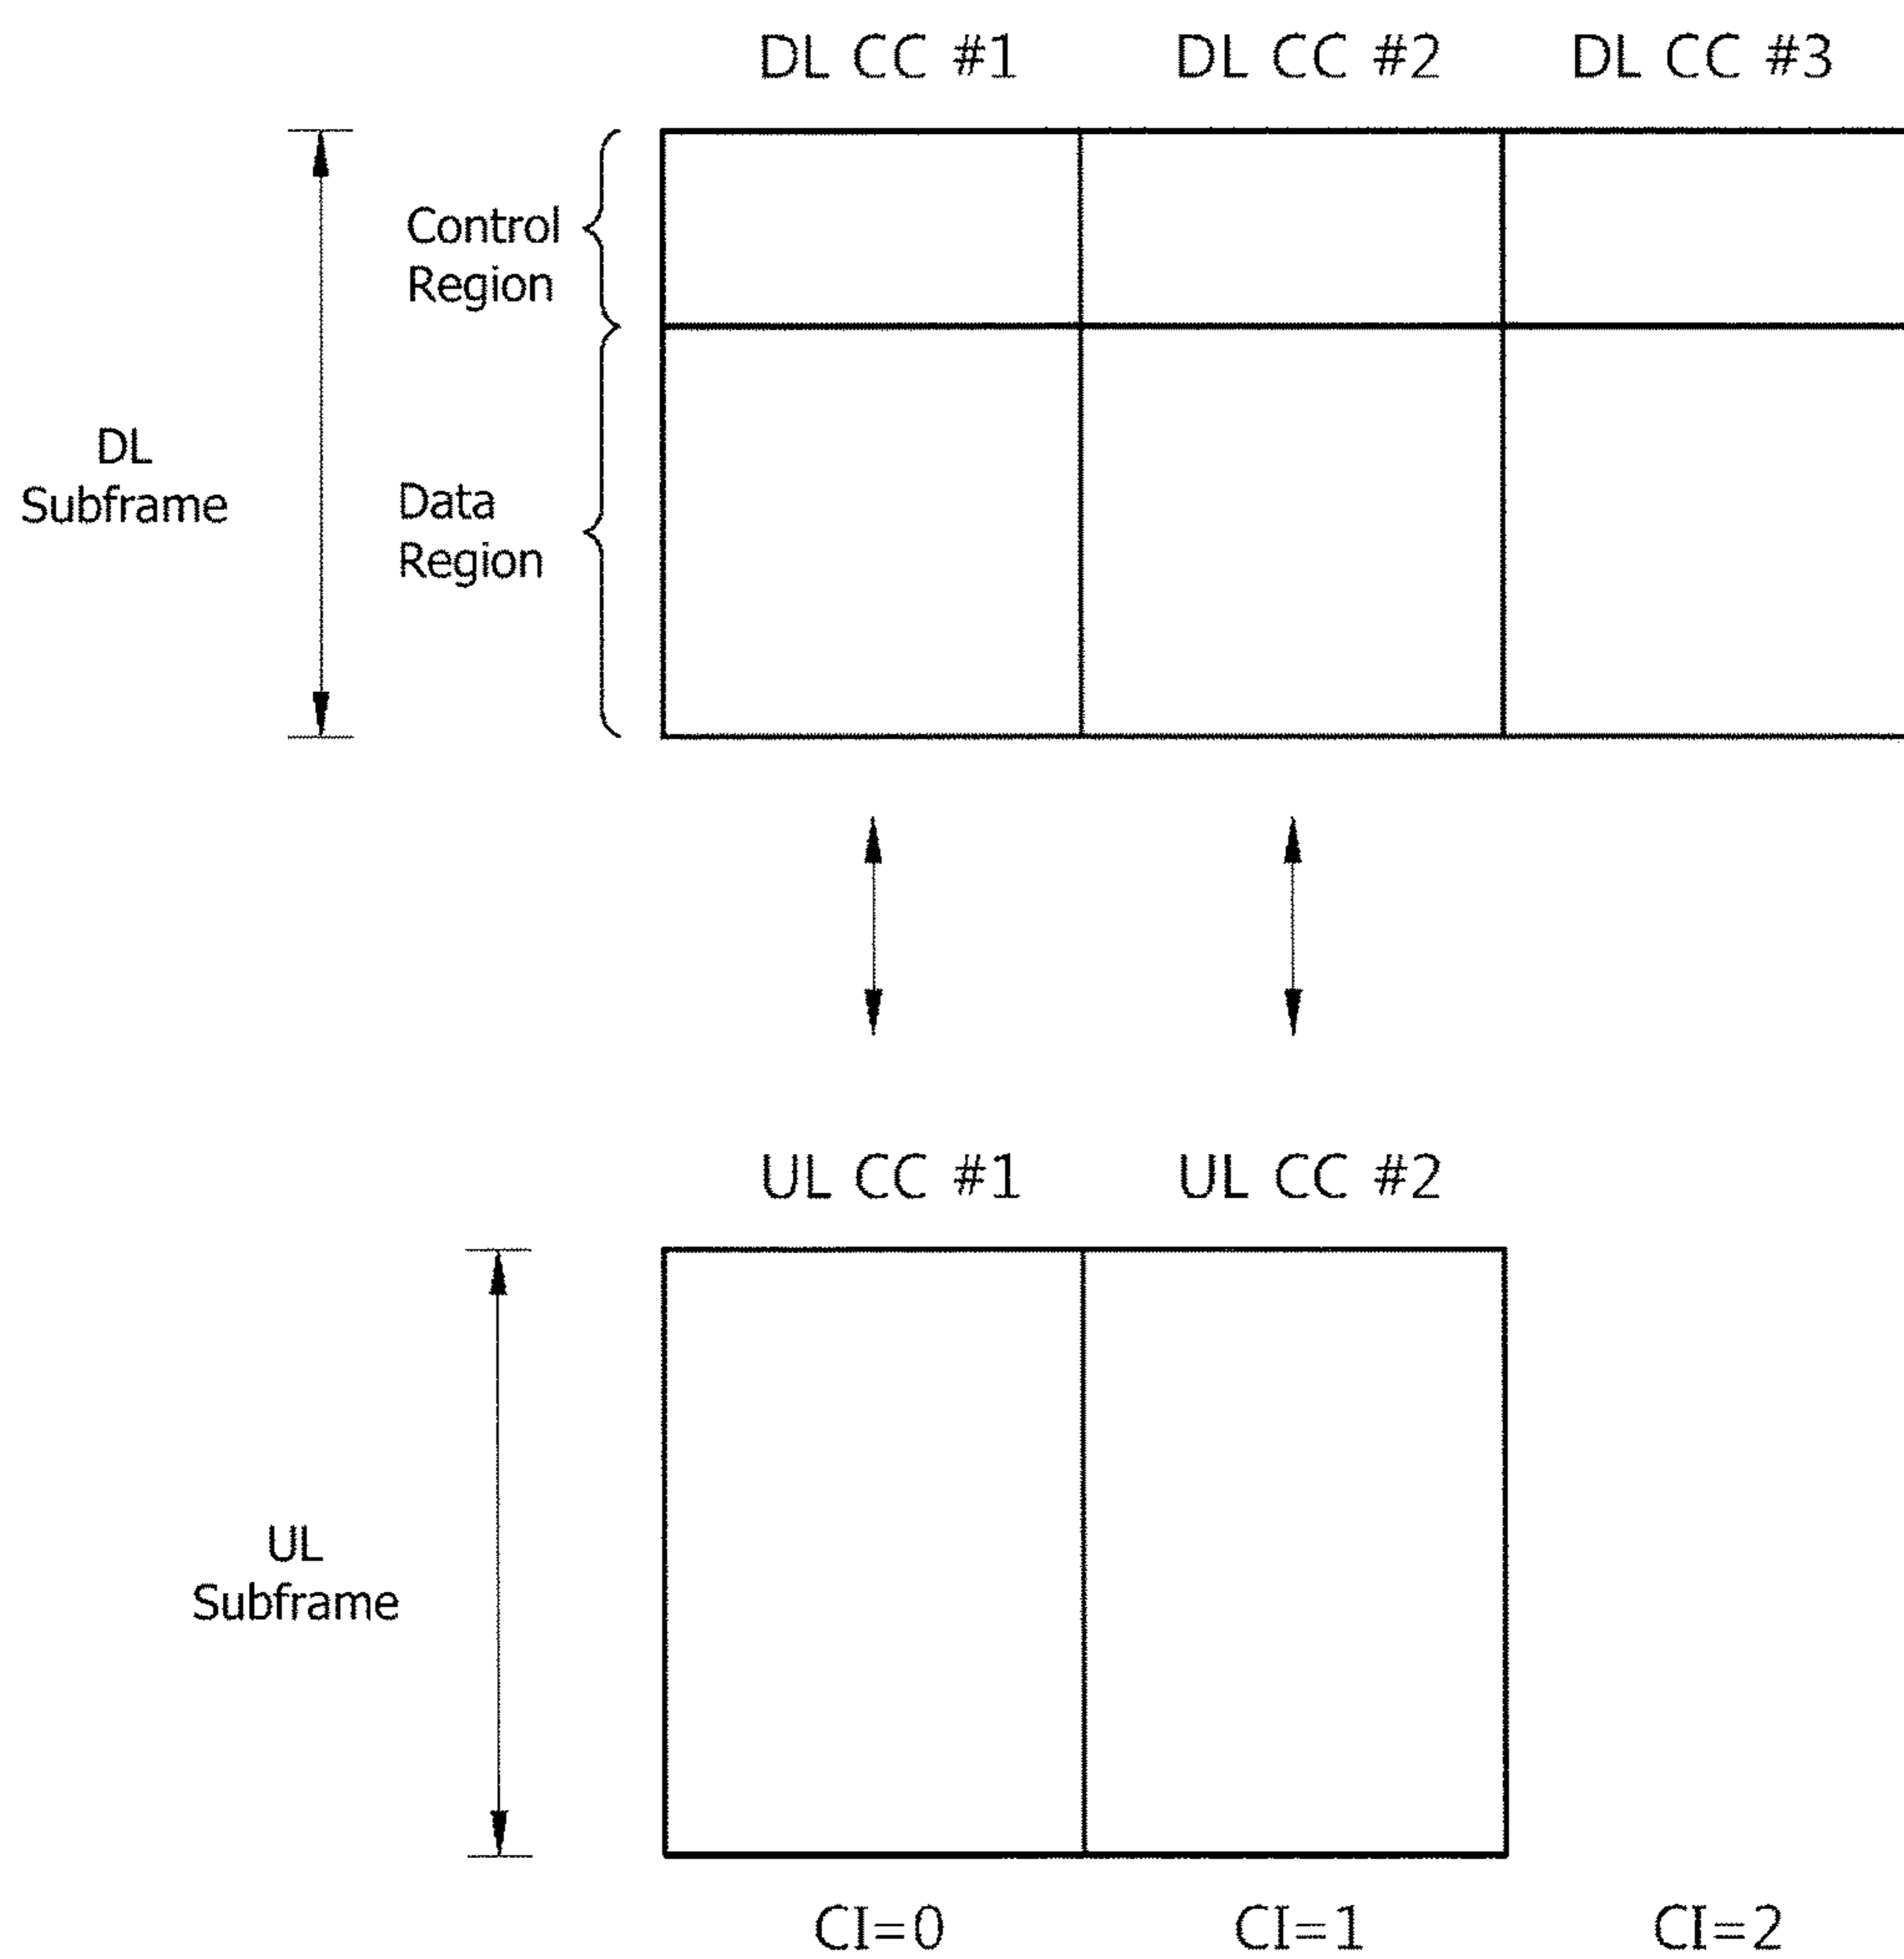 DL CC #1 DL CC #2 DL CC #3
Control
Region
DL
Subframe
Data
Region
UL CC #1 UL CC #2
UL
Subframe
CI=0 CI=1 CI=2